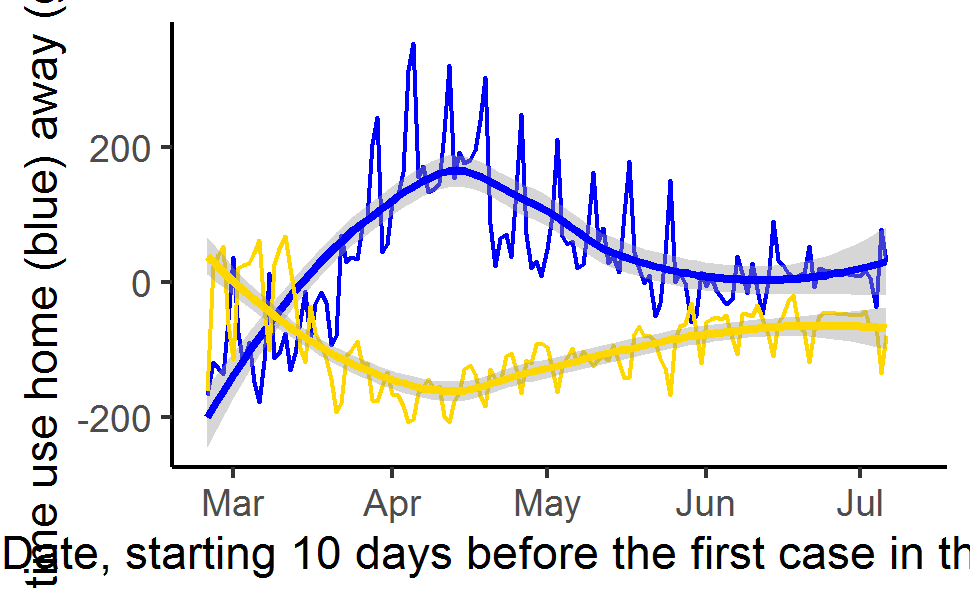 time use home (blue) away (
200
0
-200
Mar Apr May Jun Jul
Date, starting 10 days before the first case in